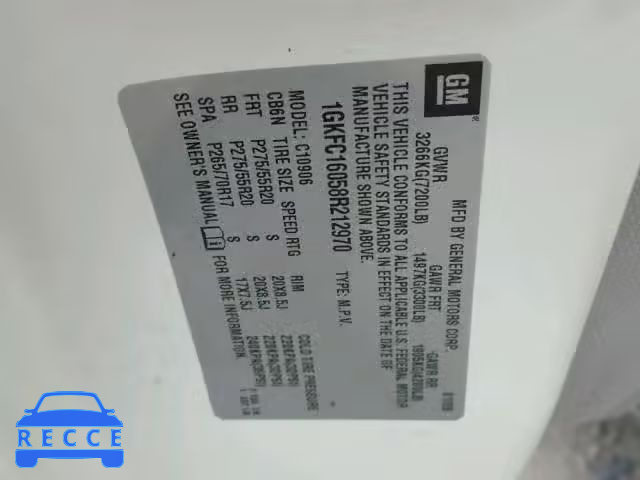 GM
MFD BY GENERAL MOTORS CORP
GVWR GAWR FRT GAWR RR
3266KG(7200LB) 1497KG(3300LB)
THIS VEHICLE CONFORMS TO ALL APPLICABLE U.S. FEDERAL MOTOR
VEHICLE SAFETY STANDARDS IN EFFECT ON THE DATE OF
MANUFACTURE SHOWN ABOVE.
1GKFC16058R212970 TYPE: M.P.V.
MODEL: C10906
CB6N TIRE SIZE SPEED RTG RIM COLD TIRE PRESSURE
FRT P275/55R20 S 20X8.5J
RR P275/55R20 S 20X8.5J
SPA P265/70R17 S 17X7.5J
SEE OWNER'S MANUAL FOR MORE INFORMATION.
RECCE